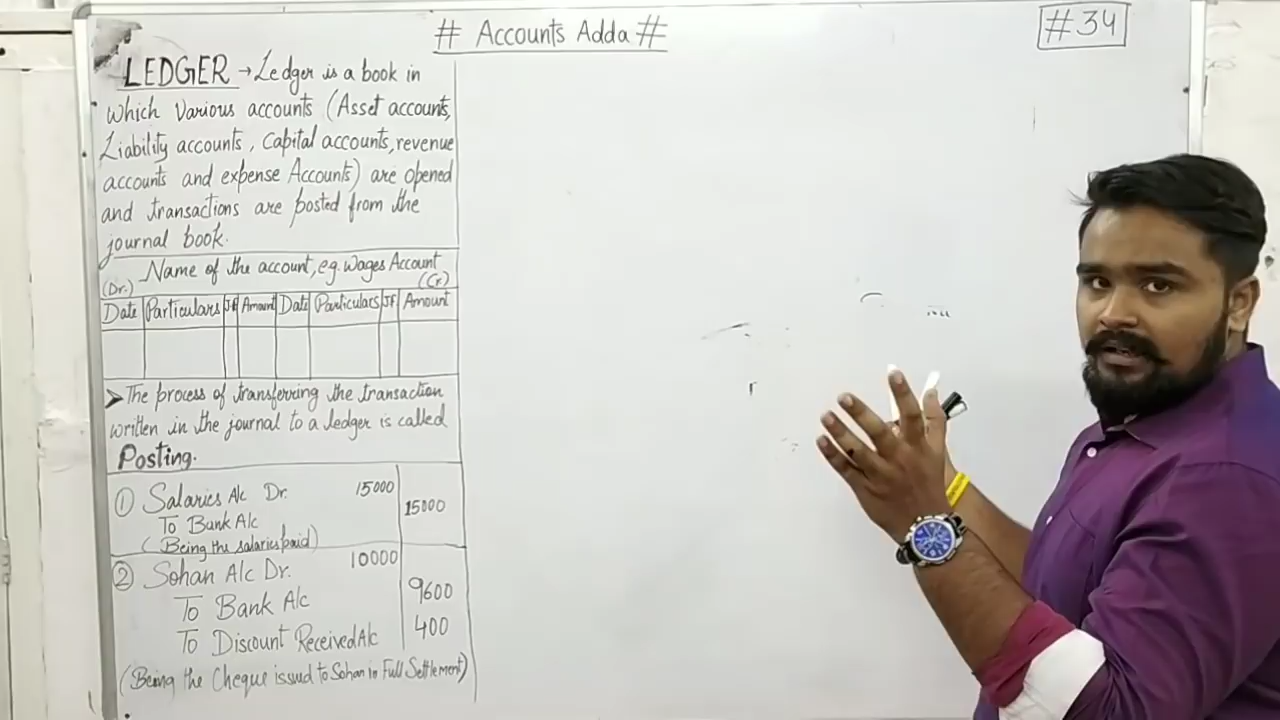 # Accounts Adda #
#34
LEDGER → Ledger is a book in
which various accounts (Asset accounts,
Liability accounts, Capital accounts, revenue
accounts and expense Accounts) are opened
and transactions are posted from the
journal book.
Name of the account, eg. Wages Account
(Dr.) (Cr)
Date Particulars JF Amount Date Particulars JF Amount
➤ The process of transferring the transaction
written in the journal to a ledger is called
Posting.
① Salaries A/c Dr. 15000
To Bank A/c 15000
(Being the salaries paid)
② Sohan A/c Dr. 10000
To Bank A/c 9600
To Discount Received A/c 400
(Being the Cheque issued to Sohan in Full Settlement)